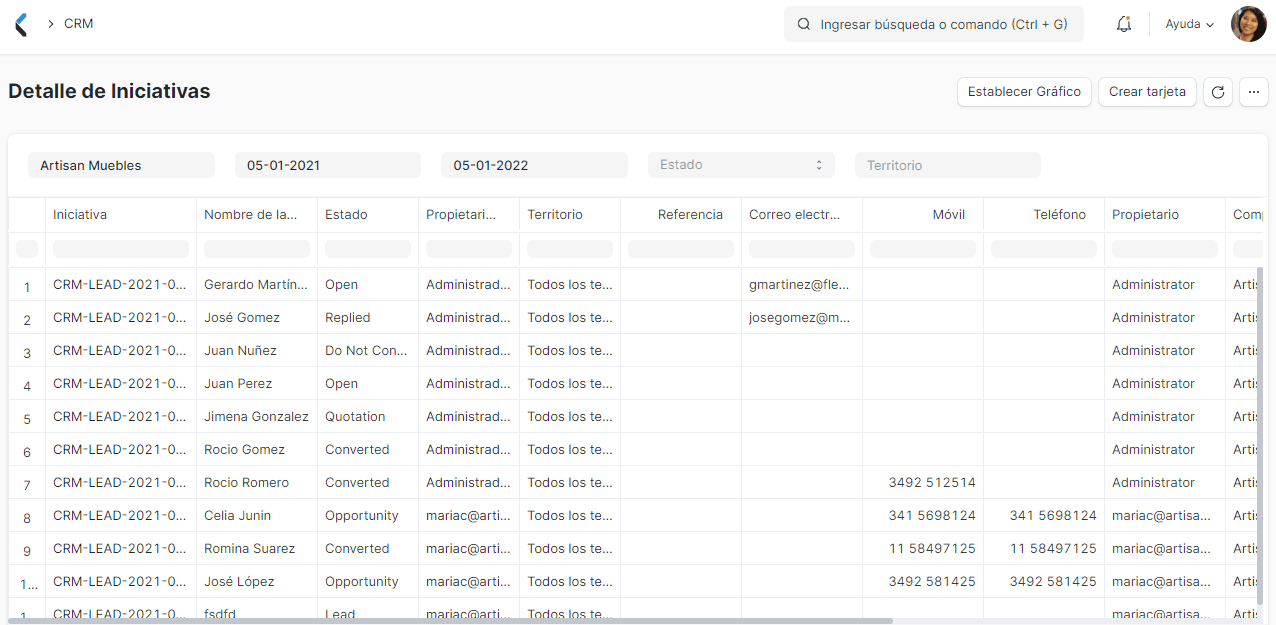 CRM
Ingresar búsqueda o comando (Ctrl + G)
Ayuda
Detalle de Iniciativas
Establecer Gráfico
Crear tarjeta
Artisan Muebles 05-01-2021 05-01-2022 Estado Territorio
Iniciativa Nombre de la... Estado Propietari... Territorio Referencia Correo electr... Móvil Teléfono Propietario Comp
1 CRM-LEAD-2021-0... Gerardo Martín... Open Administrad... Todos los te... gmartinez@fle... Administrator Artis
2 CRM-LEAD-2021-0... José Gomez Replied Administrad... Todos los te... josegomez@m... Administrator Artis
3 CRM-LEAD-2021-0... Juan Nuñez Do Not Con... Administrad... Todos los te... Administrator Artis
4 CRM-LEAD-2021-0... Juan Perez Open Administrad... Todos los te... Administrator Artis
5 CRM-LEAD-2021-0... Jimena Gonzalez Quotation Administrad... Todos los te... Administrator Artis
6 CRM-LEAD-2021-0... Rocio Gomez Converted Administrad... Todos los te... Administrator Artis
7 CRM-LEAD-2021-0... Rocio Romero Converted Administrad... Todos los te... 3492 512514 Administrator Artis
8 CRM-LEAD-2021-0... Celia Junin Opportunity mariac@arti... Todos los te... 341 5698124 341 5698124 mariac@artisa... Artis
9 CRM-LEAD-2021-0... Romina Suarez Converted mariac@arti... Todos los te... 11 58497125 11 58497125 mariac@artisa... Artis
1... CRM-LEAD-2021-0... José López Opportunity mariac@arti... Todos los te... 3492 581425 3492 581425 mariac@artisa... Artis
1... CRM-LEAD-2021-0... fsdfd Lead mariac@arti... Todos los te... mariac@artisa... Artis